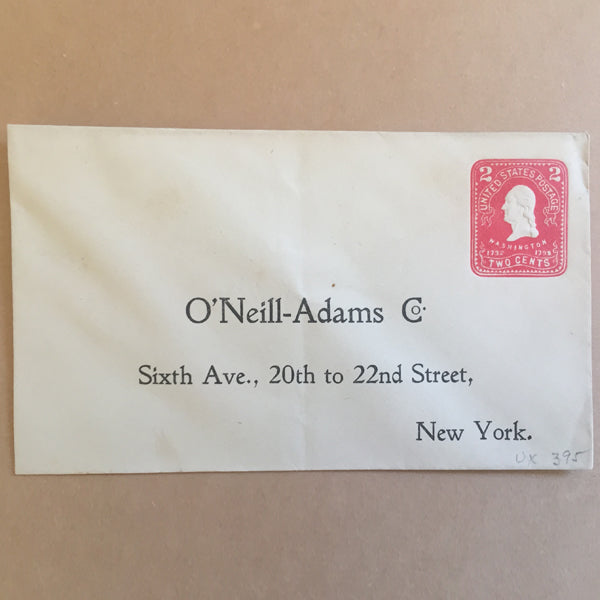 2 2
UNITED STATES POSTAGE
WASHINGTON
1732 1799
TWO CENTS
O'Neill-Adams Co.
Sixth Ave., 20th to 22nd Street,
New York.
UX 395